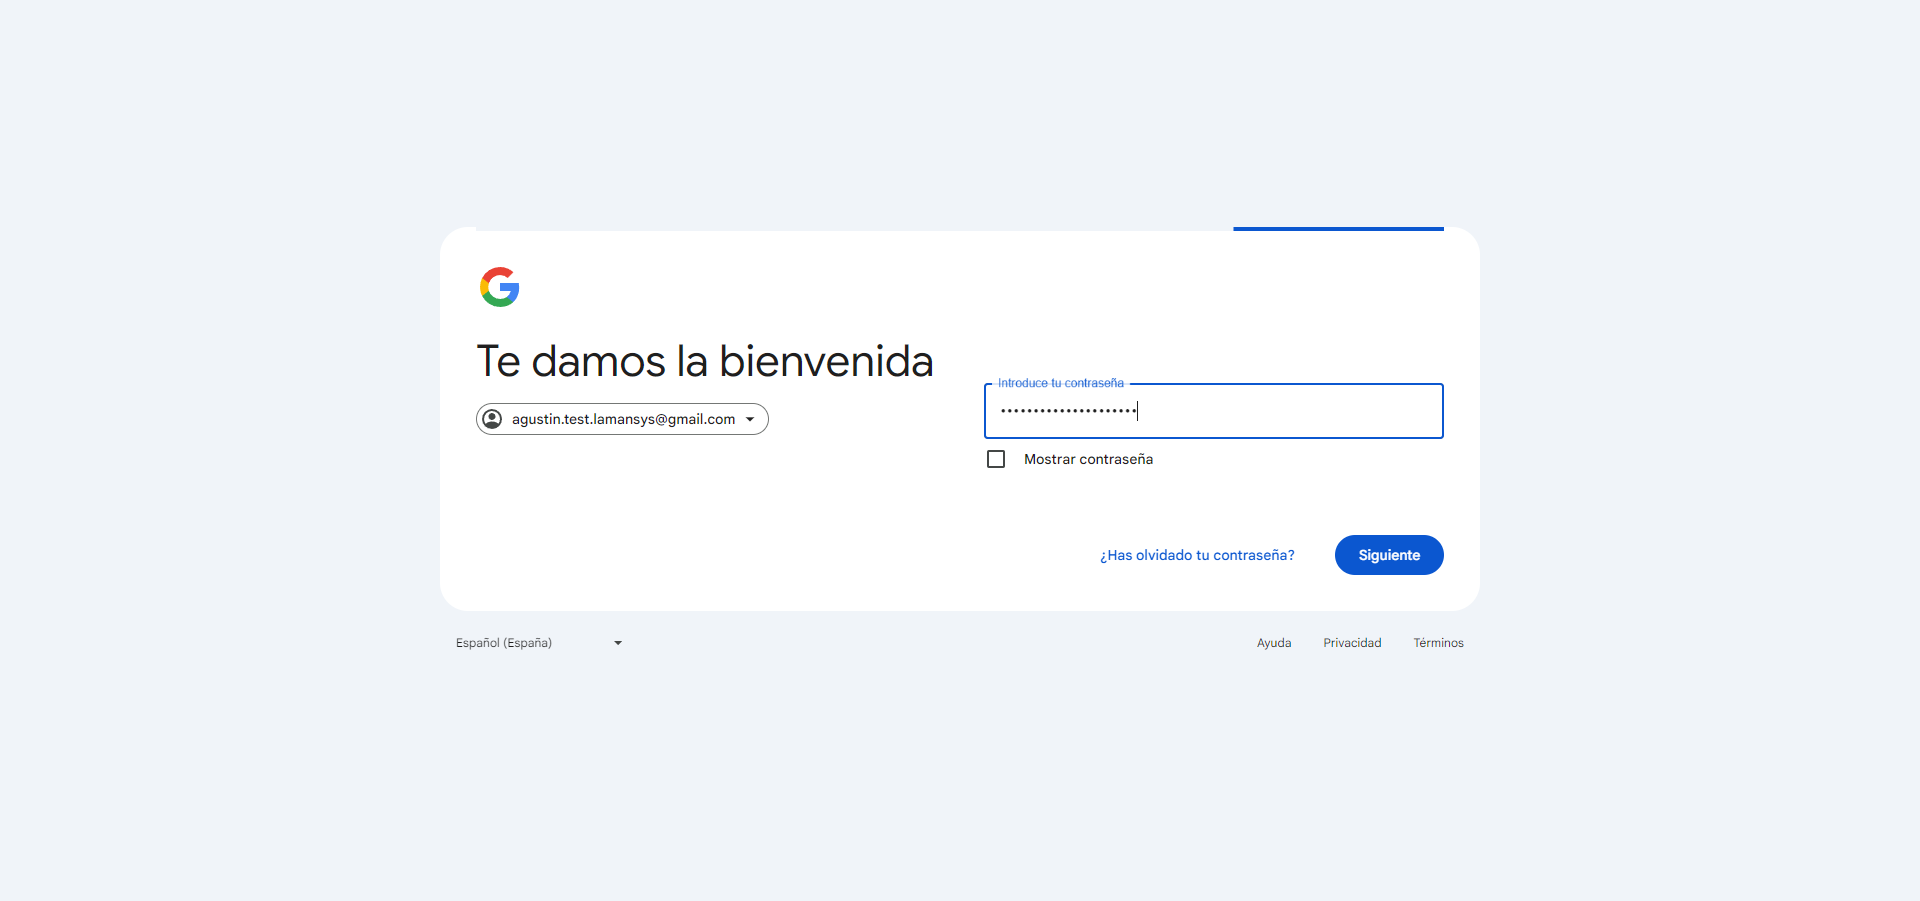 Te damos la bienvenida
agustin.test.lamansys@gmail.com
Introduce tu contraseña
•••••••••••••••••••••
Mostrar contraseña
¿Has olvidado tu contraseña?
Siguiente
Español (España)
Ayuda
Privacidad
Términos